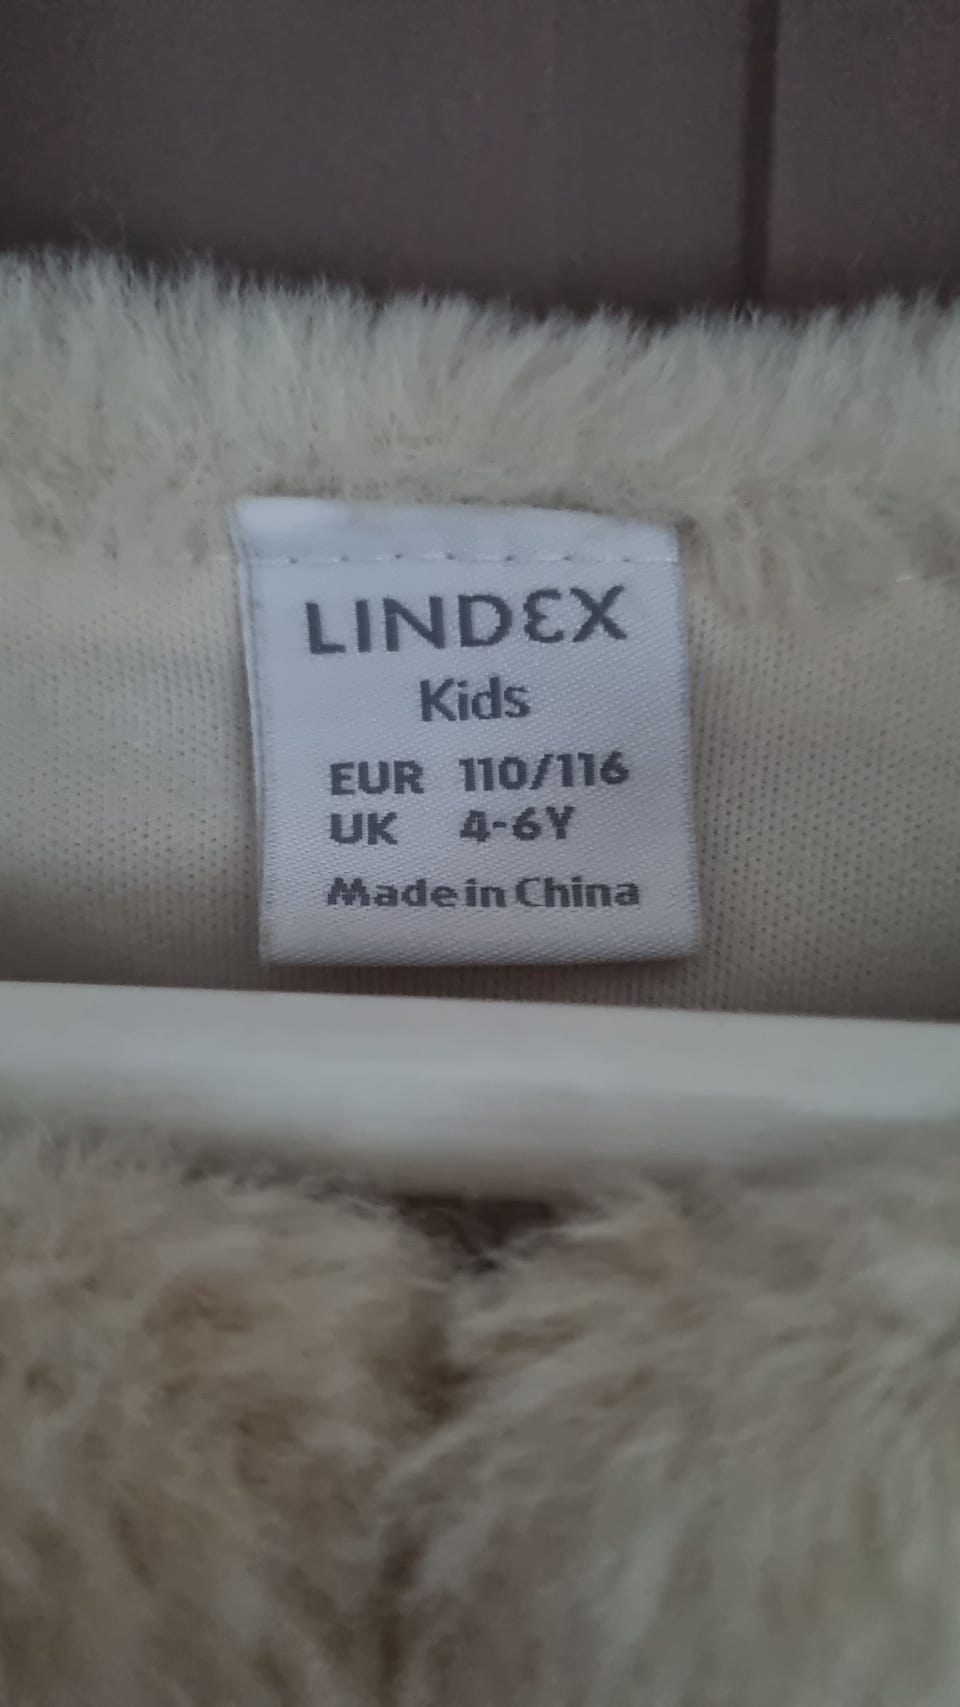 LINDEX
Kids
EUR 110/116
UK 4-6Y
Made in China